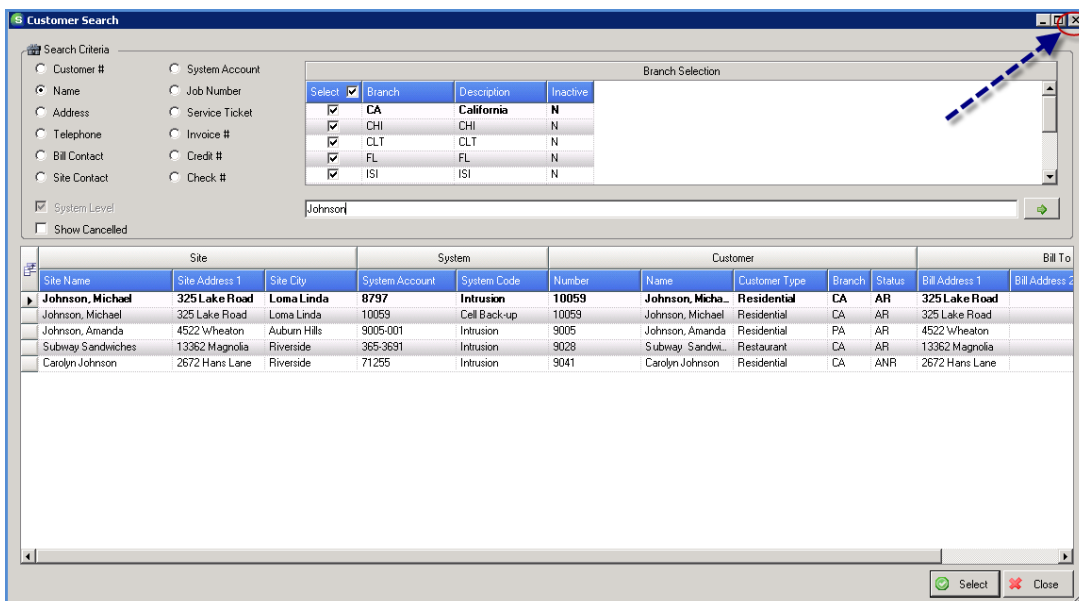 S Customer Search
Search Criteria
Customer # System Account
Name Job Number
Address Service Ticket
Telephone Invoice #
Bill Contact Credit #
Site Contact Check #
System Level
Show Cancelled
Branch Selection
Select Branch Description Inactive
CA California N
CHI CHI N
CLT CLT N
FL FL N
ISI ISI N
Johnson
Site System Customer Bill To
Site Name Site Address 1 Site City System Account System Code Number Name Customer Type Branch Status Bill Address 1 Bill Address 2
Johnson, Michael 325 Lake Road Loma Linda 8797 Intrusion 10059 Johnson, Micha... Residential CA AR 325 Lake Road
Johnson, Michael 325 Lake Road Loma Linda 10059 Cell Back-up 10059 Johnson, Michael Residential CA AR 325 Lake Road
Johnson, Amanda 4522 Wheaton Auburn Hills 9005-001 Intrusion 9005 Johnson, Amanda Residential PA AR 4522 Wheaton
Subway Sandwiches 13362 Magnolia Riverside 365-3691 Intrusion 9028 Subway Sandwi... Restaurant CA AR 13362 Magnolia
Carolyn Johnson 2672 Hans Lane Riverside 71255 Intrusion 9041 Carolyn Johnson Residential CA ANR 2672 Hans Lane
Select Close